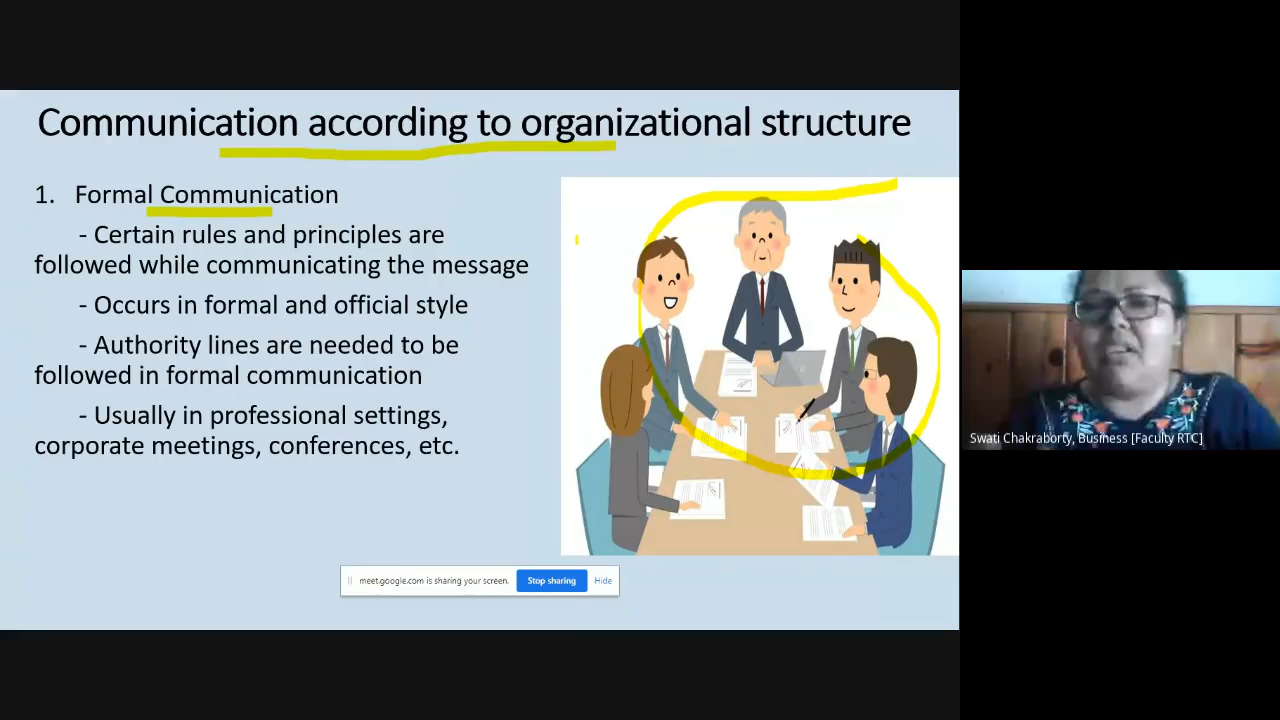 Communication according to organizational structure
1. Formal Communication
- Certain rules and principles are
followed while communicating the message
- Occurs in formal and official style
- Authority lines are needed to be
followed in formal communication
- Usually in professional settings,
corporate meetings, conferences, etc.
meet.google.com is sharing your screen. Stop sharing Hide
Swati Chakraborty, Business [Faculty RTC]